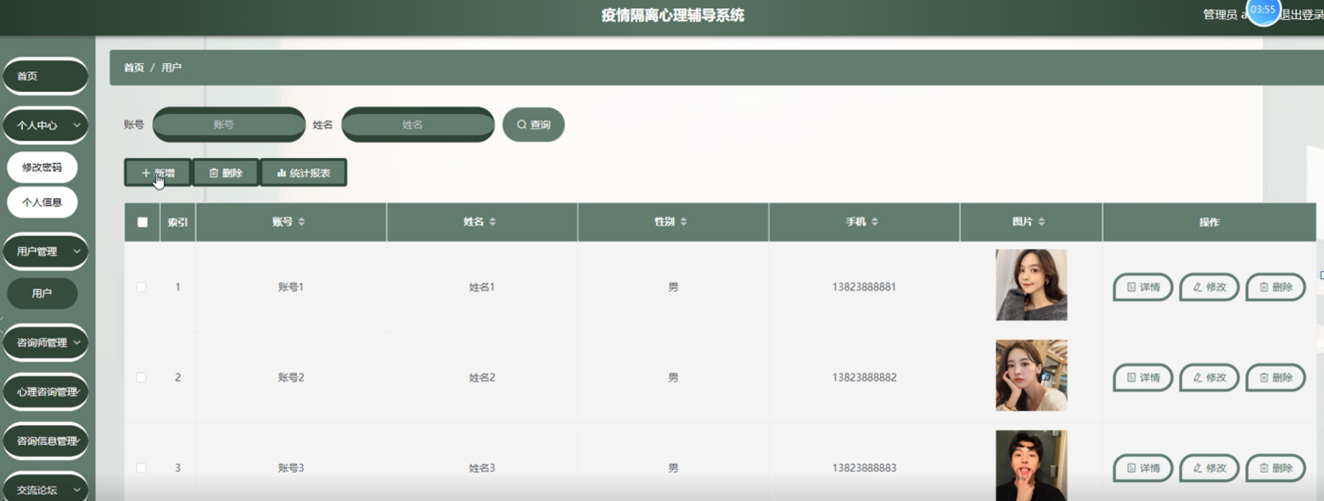 疫情隔离心理辅导系统
管理员 a
03:55
退出登录
首页
个人中心
修改密码
个人信息
用户管理
用户
咨询师管理
心理咨询管理
咨询信息管理
交流论坛
首页 / 用户
账号 账号 姓名 姓名 查询
新增 删除 统计报表
索引 账号 姓名 性别 手机 图片 操作
1 账号1 姓名1 男 13823888881 详情 修改 删除
2 账号2 姓名2 男 13823888882 详情 修改 删除
3 账号3 姓名3 男 13823888883 详情 修改 删除